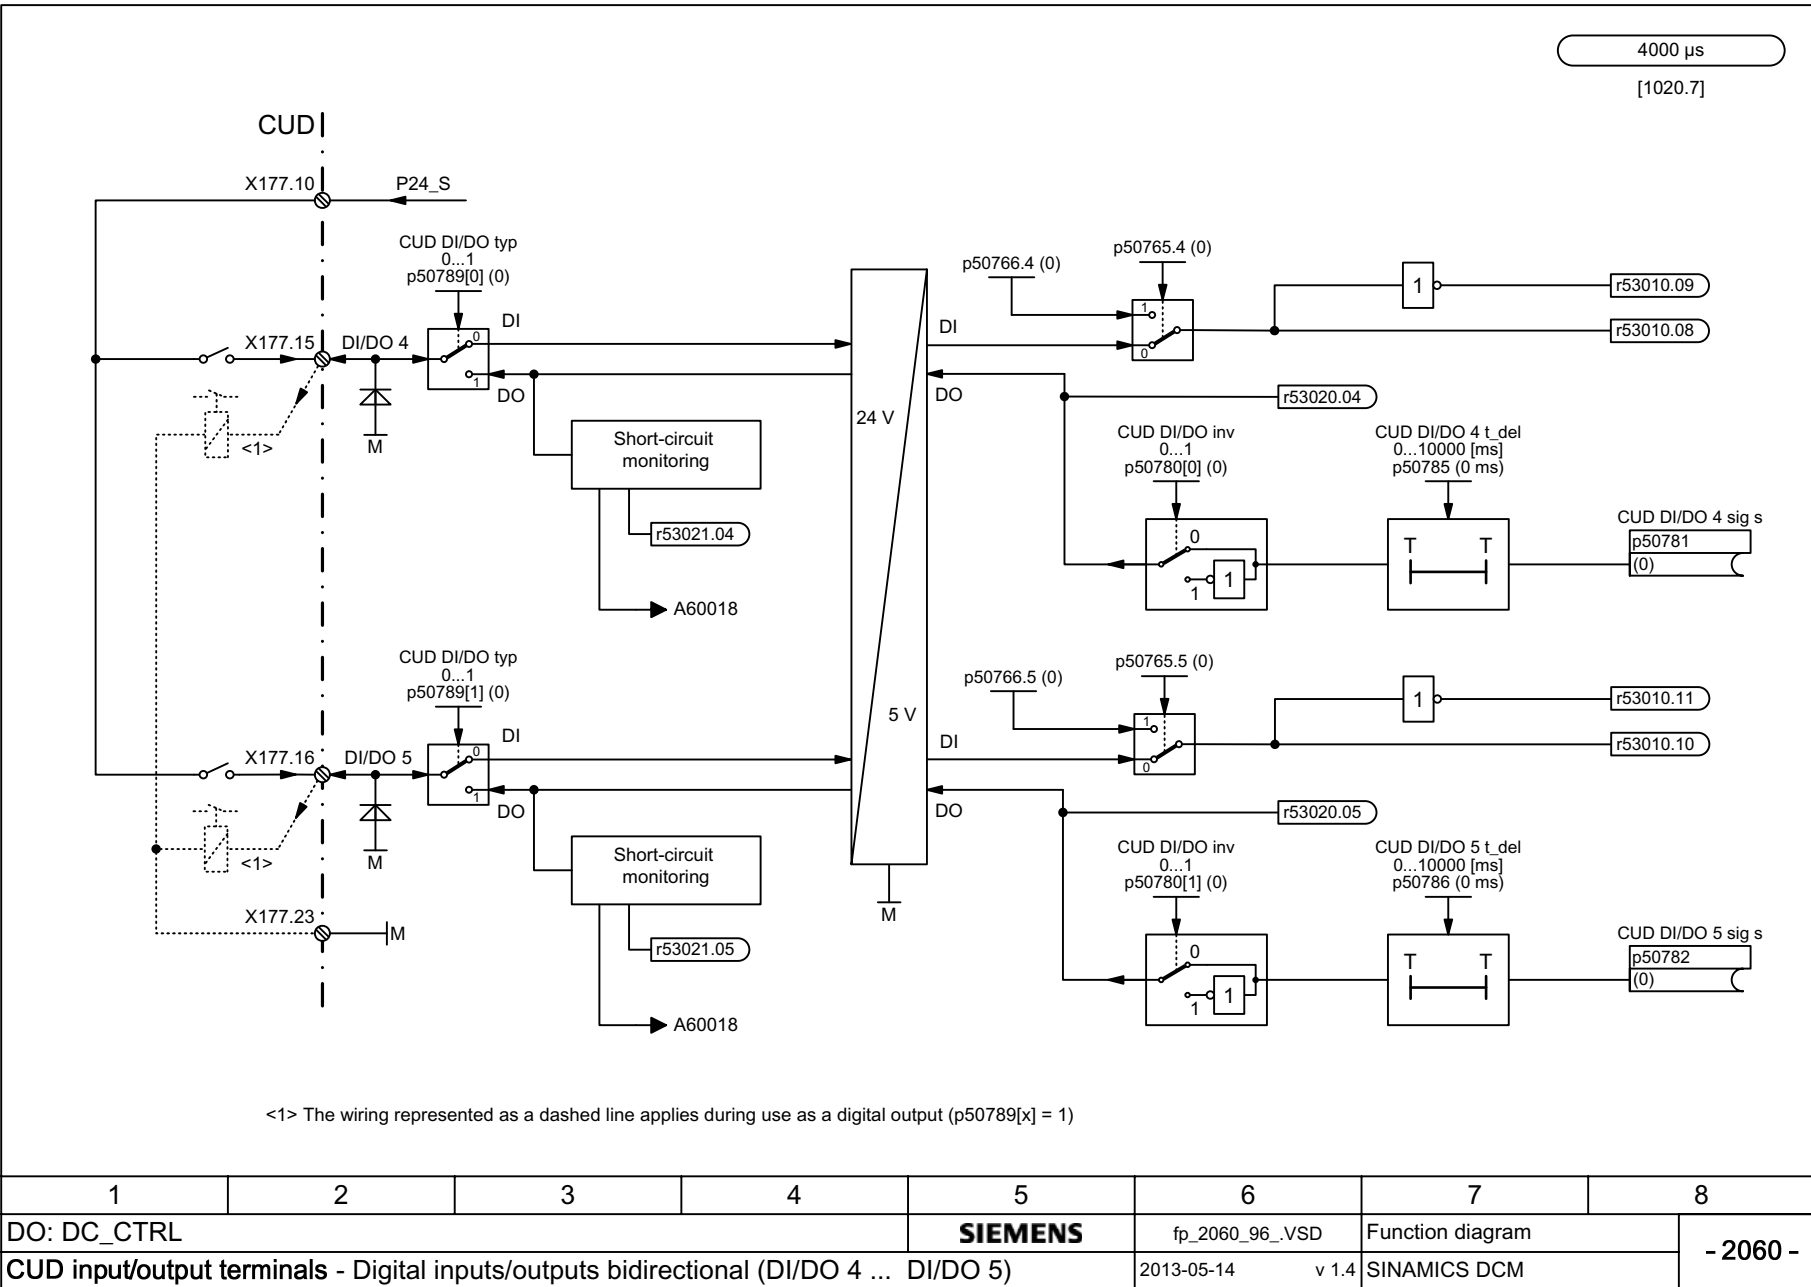 4000 µs
[1020.7]
CUD
X177.10
P24_S
CUD DI/DO typ
0...1
p50789[0] (0)
p50766.4 (0)
p50765.4 (0)
1
0
1
r53010.09
r53010.08
X177.15
DI/DO 4
0
1
DI
DO
DI
DO
<1>
M
24 V
r53020.04
Short-circuit
monitoring
r53021.04
A60018
CUD DI/DO inv
0...1
p50780[0] (0)
0
1
1
CUD DI/DO 4 t_del
0...10000 [ms]
p50785 (0 ms)
T T
CUD DI/DO 4 sig s
p50781
(0)
CUD DI/DO typ
0...1
p50789[1] (0)
p50766.5 (0)
p50765.5 (0)
1
0
1
r53010.11
r53010.10
5 V
X177.16
DI/DO 5
0
1
DI
DO
DI
DO
<1>
M
r53020.05
Short-circuit
monitoring
r53021.05
A60018
M
CUD DI/DO inv
0...1
p50780[1] (0)
0
1
1
CUD DI/DO 5 t_del
0...10000 [ms]
p50786 (0 ms)
T T
CUD DI/DO 5 sig s
p50782
(0)
X177.23
M
<1> The wiring represented as a dashed line applies during use as a digital output (p50789[x] = 1)
1 2 3 4 5 6 7 8
DO: DC_CTRL
SIEMENS
fp_2060_96_.VSD
Function diagram
- 2060 -
CUD input/output terminals - Digital inputs/outputs bidirectional (DI/DO 4 ... DI/DO 5)
2013-05-14 v 1.4
SINAMICS DCM